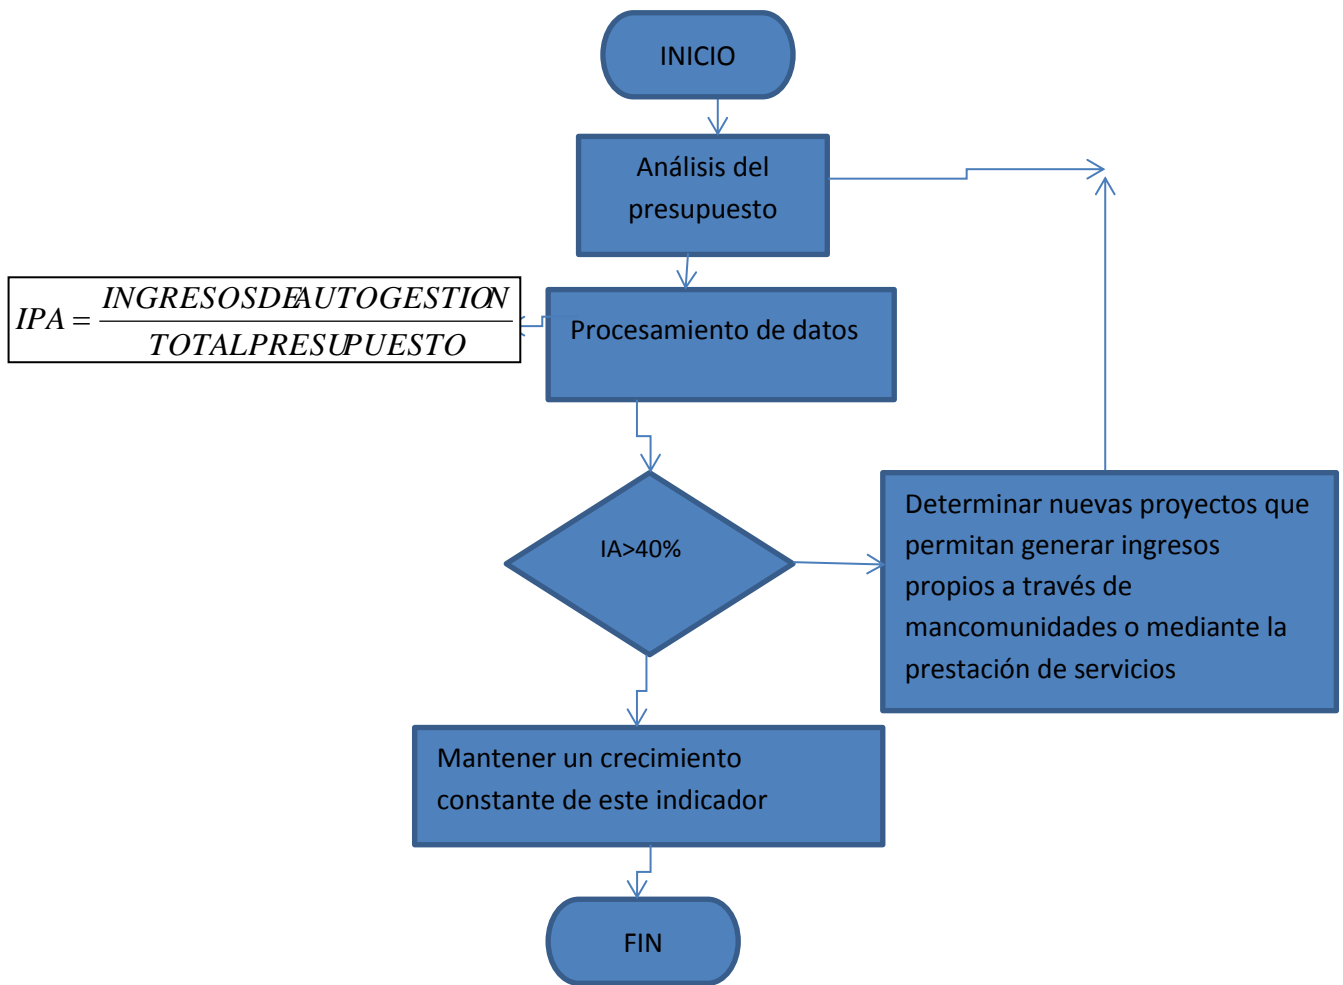 INICIO
Análisis del
presupuesto
IPA = INGRESOSDEAUTOGESTION
TOTALPRESUPUESTO
Procesamiento de datos
IA>40%
Determinar nuevas proyectos que
permitan generar ingresos
propios a través de
mancomunidades o mediante la
prestación de servicios
Mantener un crecimiento
constante de este indicador
FIN